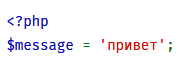 <?php
$message = 'привет';